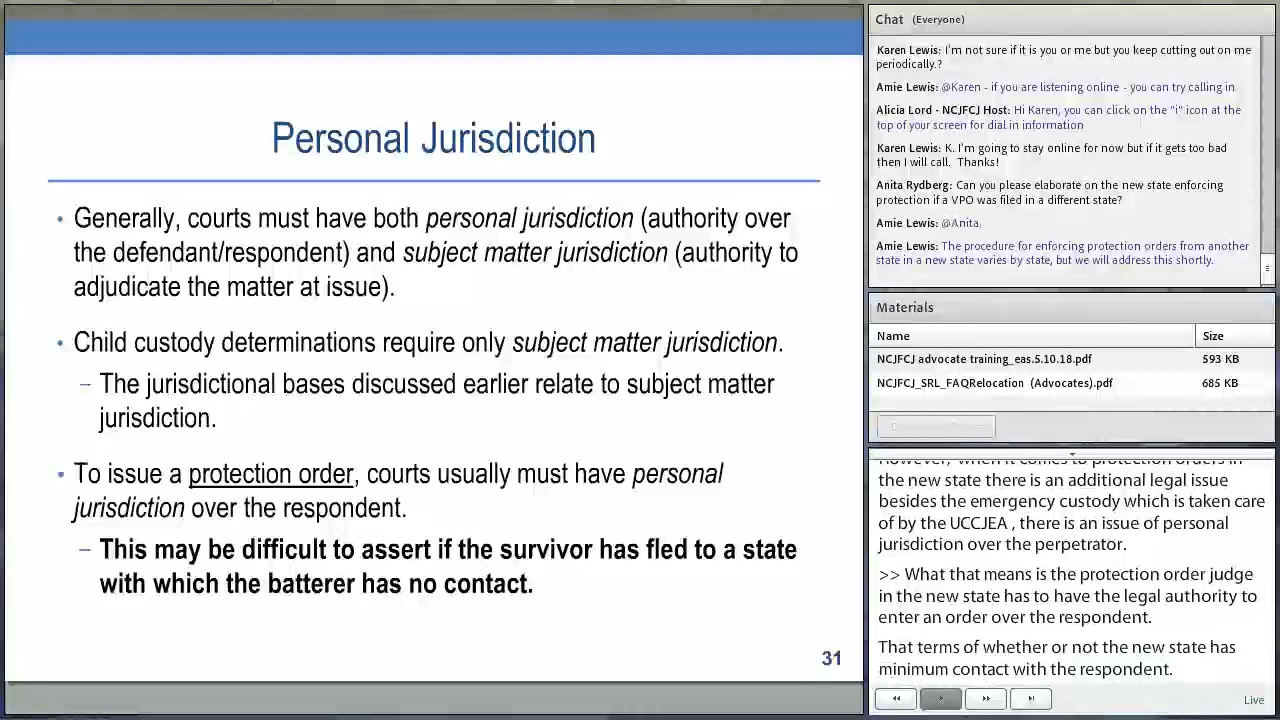 Personal Jurisdiction
• Generally, courts must have both personal jurisdiction (authority over
the defendant/respondent) and subject matter jurisdiction (authority to
adjudicate the matter at issue).
• Child custody determinations require only subject matter jurisdiction.
– The jurisdictional bases discussed earlier relate to subject matter
jurisdiction.
• To issue a protection order, courts usually must have personal
jurisdiction over the respondent.
– This may be difficult to assert if the survivor has fled to a state
with which the batterer has no contact.
31
Chat (Everyone)
Karen Lewis: I'm not sure if it is you or me but you keep cutting out on me
periodically.?
Amie Lewis: @Karen - if you are listening online - you can try calling in
Alicia Lord - NCJFCJ Host: Hi Karen, you can click on the "i" icon at the
top of your screen for dial in information
Karen Lewis: K. I'm going to stay online for now but if it gets too bad
then I will call. Thanks!
Anita Rydberg: Can you please elaborate on the new state enforcing
protection if a VPO was filed in a different state?
Amie Lewis: @Anita,
Amie Lewis: The procedure for enforcing protection orders from another
state in a new state varies by state, but we will address this shortly.
Materials
Name Size
NCJFCJ advocate training_eas.5.10.18.pdf 593 KB
NCJFCJ_SRL_FAQRelocation (Advocates).pdf 685 KB
However, when it comes to protection orders in
the new state there is an additional legal issue
besides the emergency custody which is taken care
of by the UCCJEA , there is an issue of personal
jurisdiction over the perpetrator.
>> What that means is the protection order judge
in the new state has to have the legal authority to
enter an order over the respondent.
That terms of whether or not the new state has
minimum contact with the respondent.
Live